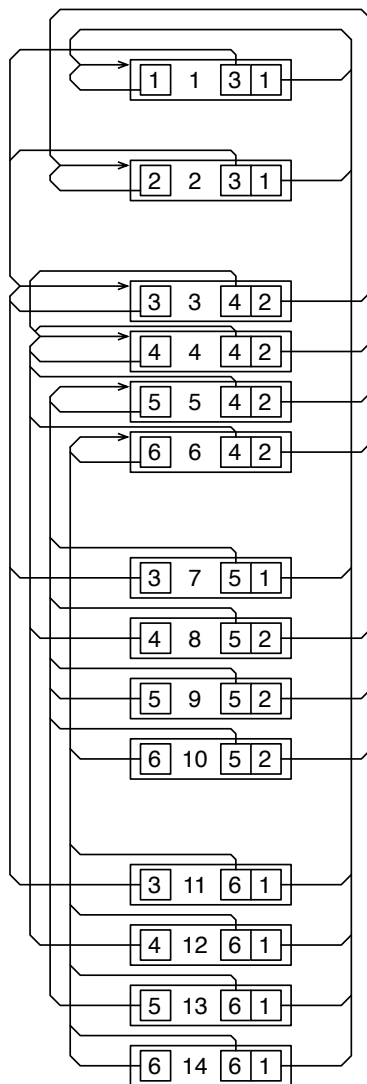 1 1 3 1
2 2 3 1
3 3 4 2
4 4 4 2
5 5 4 2
6 6 4 2
3 7 5 1
4 8 5 2
5 9 5 2
6 10 5 2
3 11 6 1
4 12 6 1
5 13 6 1
6 14 6 1